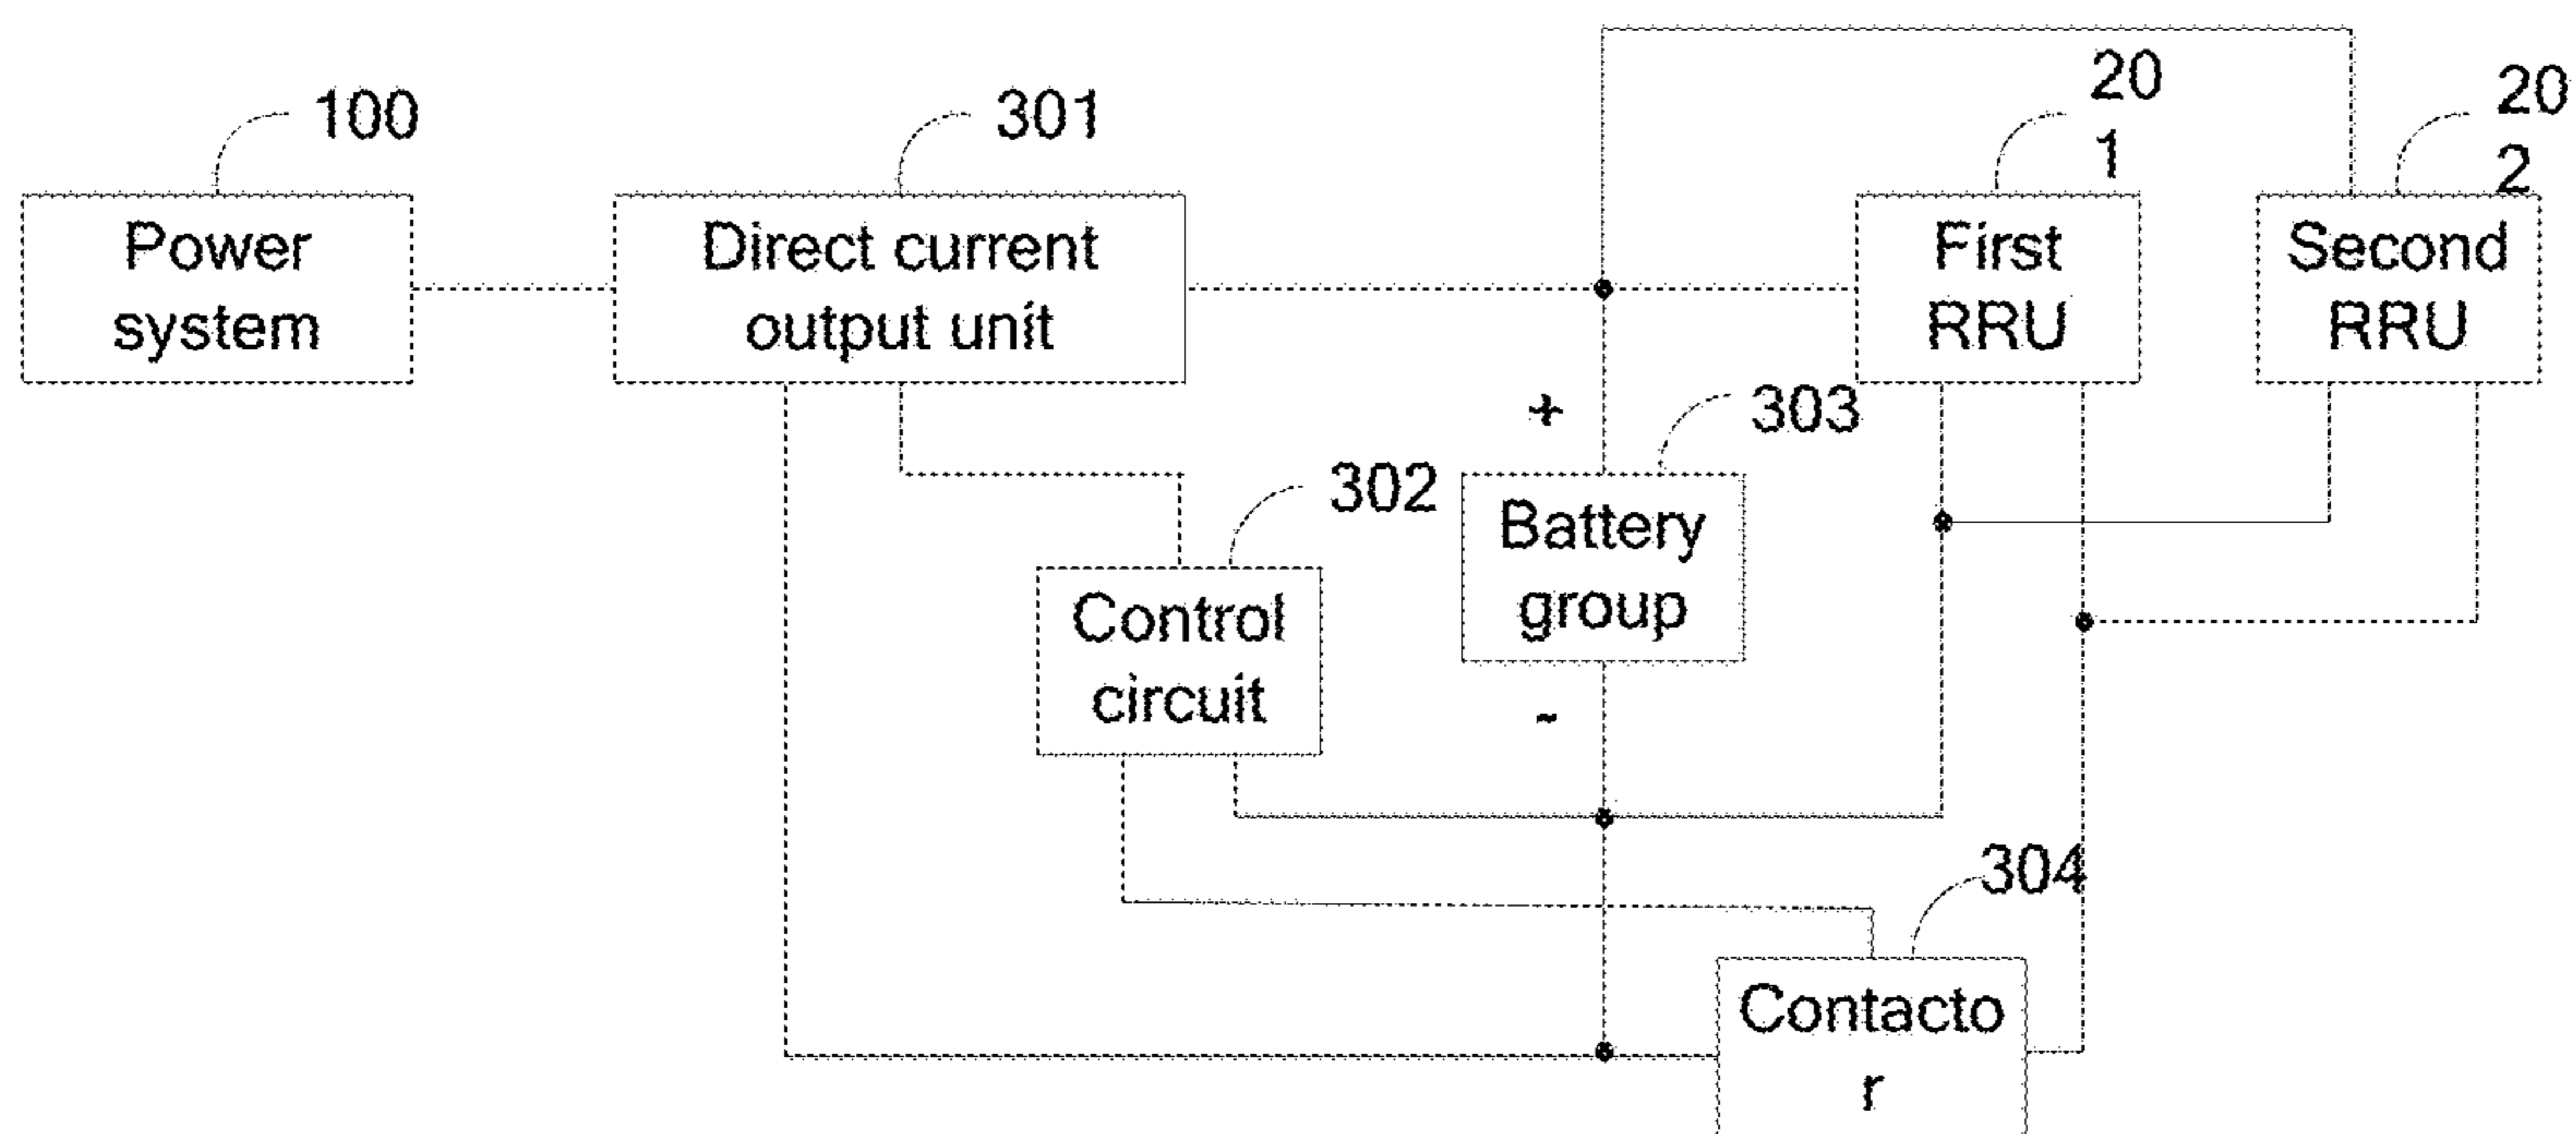 100
301
20
1
20
2
Power
system
Direct current
output unit
First
RRU
Second
RRU
+
303
302
Battery
group
Control
circuit
-
304
Contacto
r